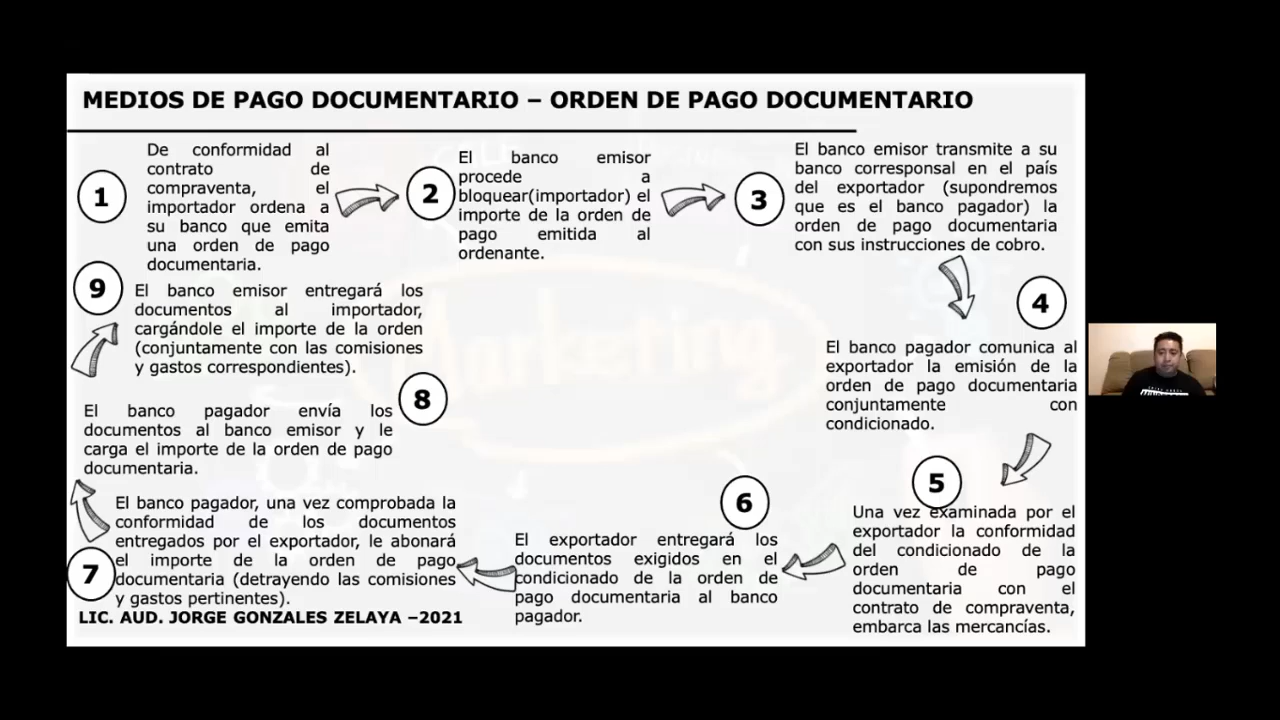 MEDIOS DE PAGO DOCUMENTARIO – ORDEN DE PAGO DOCUMENTARIO
1
De conformidad al
contrato de
compraventa, el
importador ordena a
su banco que emita
una orden de pago
documentaria.
2
El banco emisor
procede a
bloquear(importador) el
importe de la orden de
pago emitida al
ordenante.
3
El banco emisor transmite a su
banco corresponsal en el país
del exportador (supondremos
que es el banco pagador) la
orden de pago documentaria
con sus instrucciones de cobro.
4
El banco pagador comunica al
exportador la emisión de la
orden de pago documentaria
conjuntamente con
condicionado.
5
Una vez examinada por el
exportador la conformidad
del condicionado de la
orden de pago
documentaria con el
contrato de compraventa,
embarca las mercancías.
6
El exportador entregará los
documentos exigidos en el
condicionado de la orden de
pago documentaria al banco
pagador.
7
El banco pagador, una vez comprobada la
conformidad de los documentos
entregados por el exportador, le abonará
el importe de la orden de pago
documentaria (detrayendo las comisiones
y gastos pertinentes).
8
El banco pagador envía los
documentos al banco emisor y le
carga el importe de la orden de pago
documentaria.
9
El banco emisor entregará los
documentos al importador,
cargándole el importe de la orden
(conjuntamente con las comisiones
y gastos correspondientes).
LIC. AUD. JORGE GONZALES ZELAYA –2021
marketing